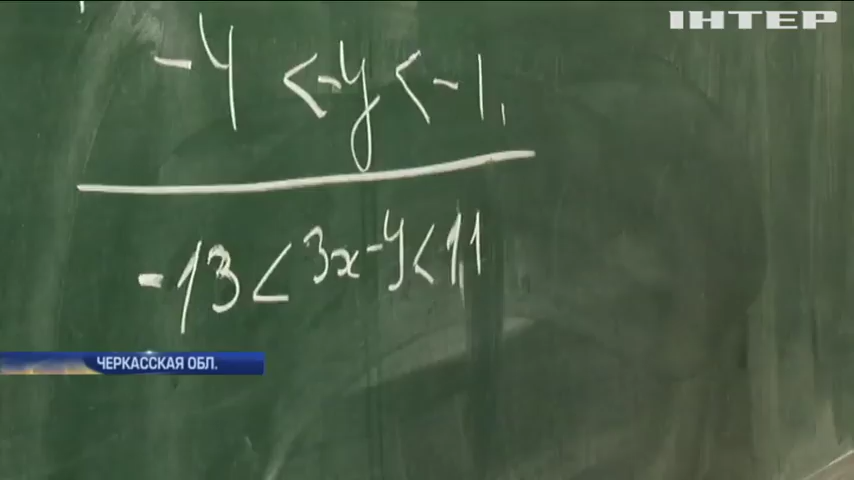 ІНТЕР
-4 < -y < -1,
-13 < 3x - y < 11
ЧЕРКАССКАЯ ОБЛ.